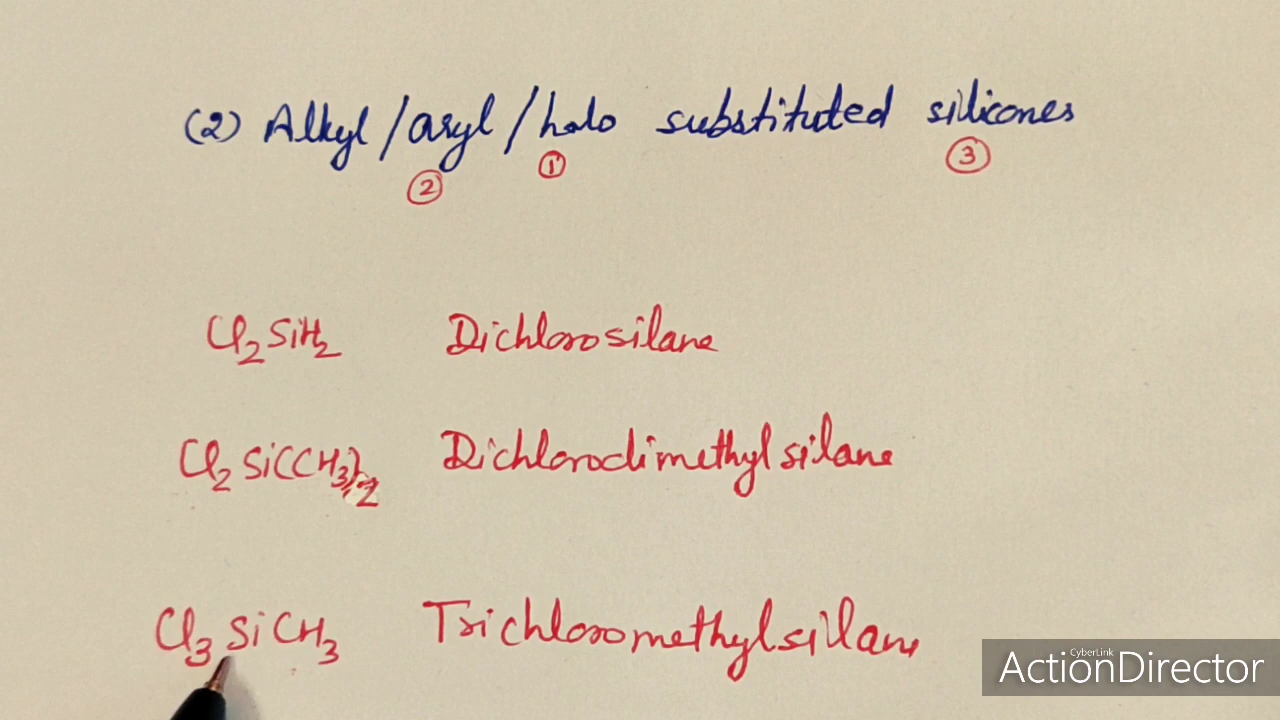 (2) Alkyl/aryl/halo substituted silicones
② ① ③
Cl₂SiH₂ Dichlorosilane
Cl₂Si(CH₃)₂ Dichlorodimethylsilane
Cl₃SiCH₃ Trichloromethylsilane
CyberLink
ActionDirector